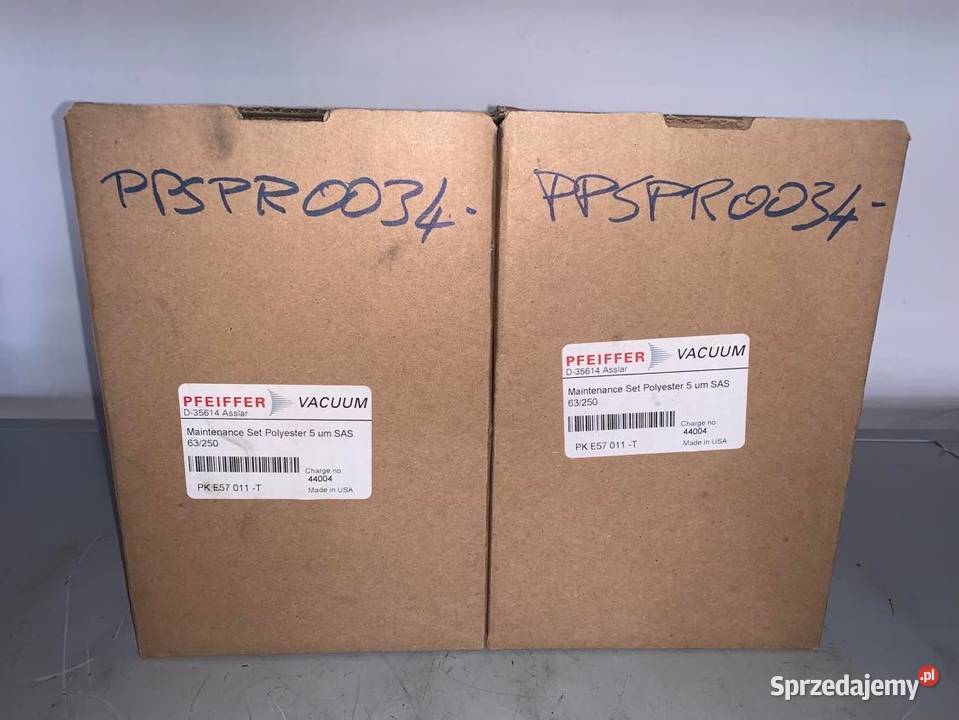 PPSPR0034-
PPSPR0034-
PFEIFFER VACUUM
D-35614 Asslar
Maintenance Set Polyester 5 um SAS
63/250
Charge no
44004
PK E57 011 -T
Made in USA
PFEIFFER VACUUM
D-35614 Asslar
Maintenance Set Polyester 5 um SAS
63/250
Charge no
44004
PK E57 011 -T
Made in USA
Sprzedajemy.pl